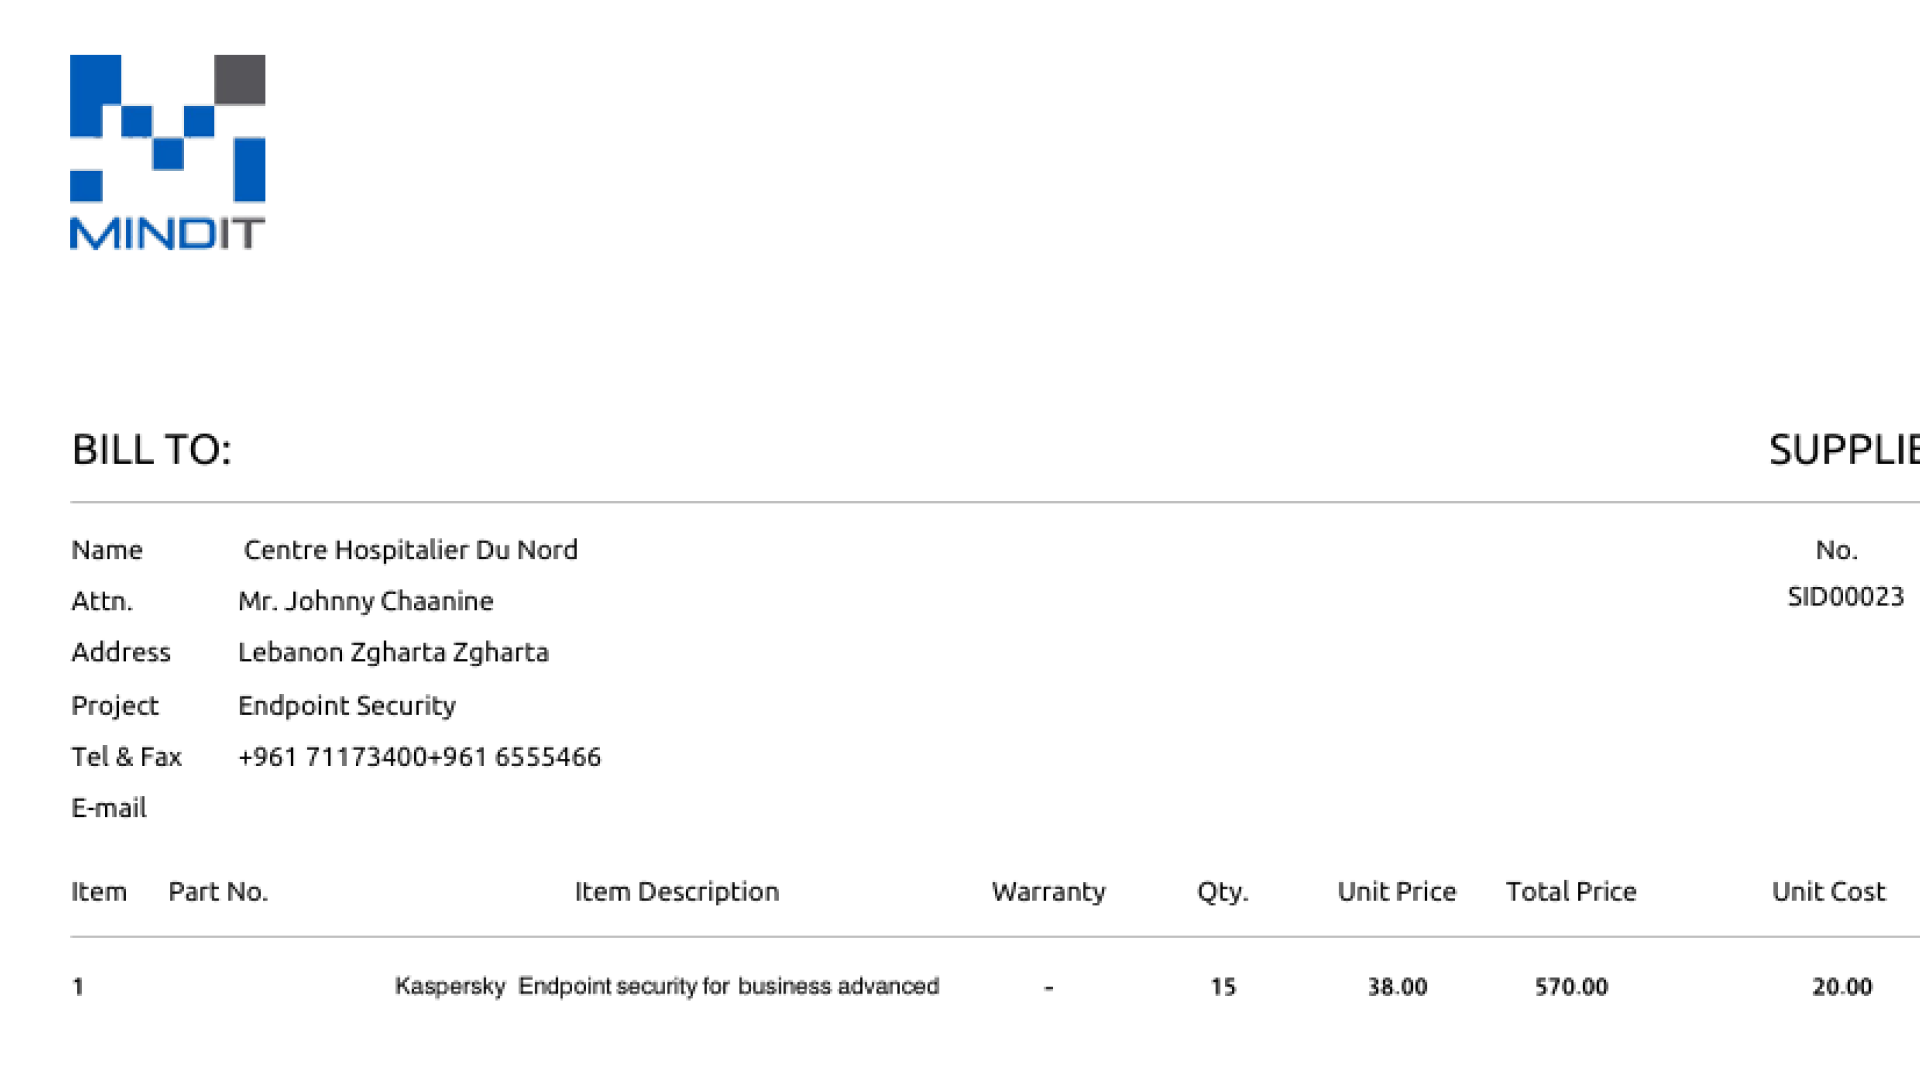 MINDIT
BILL TO:
SUPPLIE
Name Centre Hospitalier Du Nord
No.
Attn. Mr. Johnny Chaanine
SID00023
Address Lebanon Zgharta Zgharta
Project Endpoint Security
Tel & Fax +961 71173400+961 6555466
E-mail
Item Part No. Item Description Warranty Qty. Unit Price Total Price Unit Cost
1 Kaspersky Endpoint security for business advanced - 15 38.00 570.00 20.00